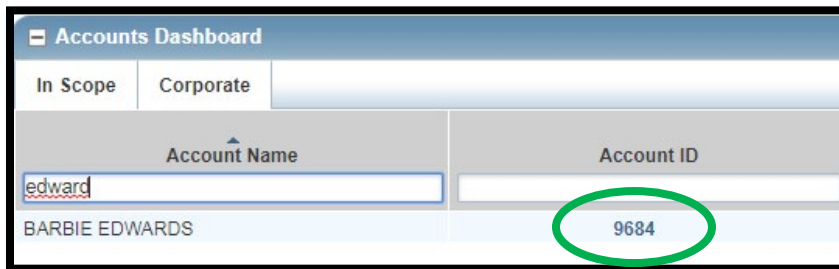 Accounts Dashboard
In Scope Corporate
Account Name Account ID
edward
BARBIE EDWARDS 9684